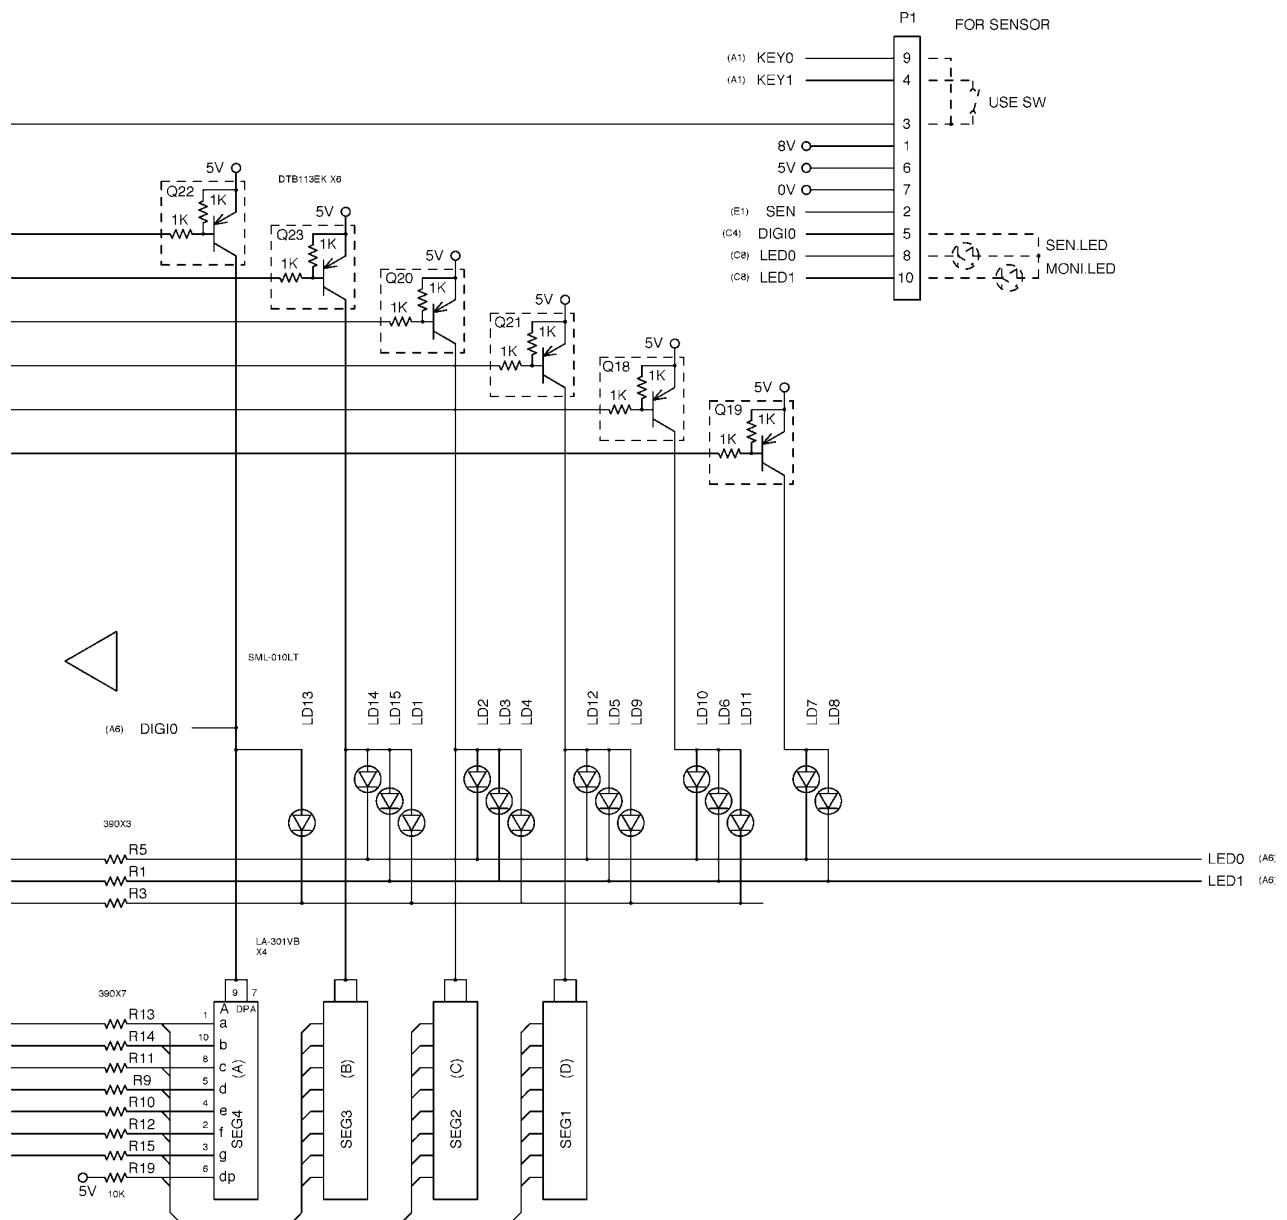 P1
FOR SENSOR
(A1) KEY0 9
(A1) KEY1 4
USE SW
3
8V 1
5V 6
0V 7
(E1) SEN 2
(C4) DIGI0 5
SEN.LED
(C8) LED0 8
MONI.LED
(C8) LED1 10
5V
Q22
1K
1K
DTB113EK X6
5V
Q23
1K
1K
5V
Q20
1K
1K
5V
Q21
1K
1K
5V
Q18
1K
1K
5V
Q19
1K
1K
SML-010LT
LD13
LD14
LD15
LD1
LD2
LD3
LD4
LD12
LD5
LD9
LD10
LD6
LD11
LD7
LD8
(A6) DIGI0
390X3
R5
LED0 (A6)
R1
LED1 (A6)
R3
LA-301VB
X4
390X7
9 7
A DPA
R13 1 a
R14 10 b
R11 8 c
R9 5 d
R10 4 e
R12 2 f
R15 3 g
R19 6 dp
5V 10K
SEG4 (A)
SEG3 (B)
SEG2 (C)
SEG1 (D)